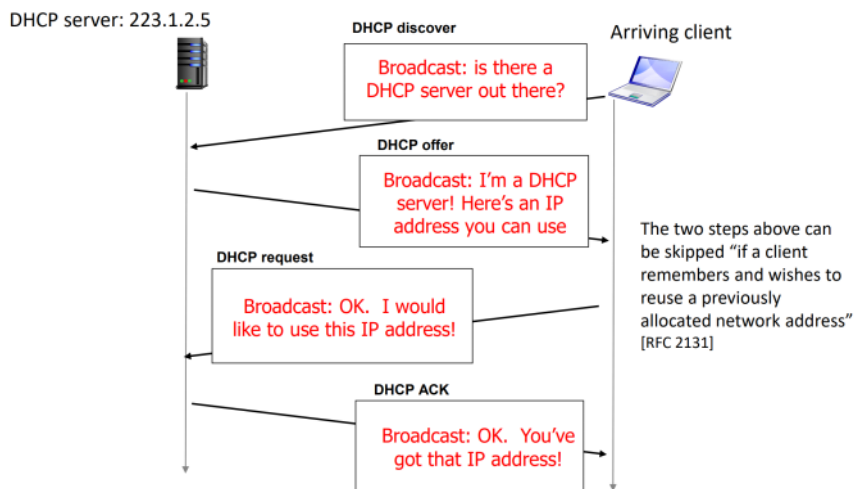 DHCP server: 223.1.2.5
DHCP discover
Arriving client
Broadcast: is there a
DHCP server out there?
DHCP offer
Broadcast: I'm a DHCP
server! Here's an IP
address you can use
The two steps above can
be skipped “if a client
remembers and wishes to
reuse a previously
allocated network address”
[RFC 2131]
DHCP request
Broadcast: OK. I would
like to use this IP address!
DHCP ACK
Broadcast: OK. You've
got that IP address!